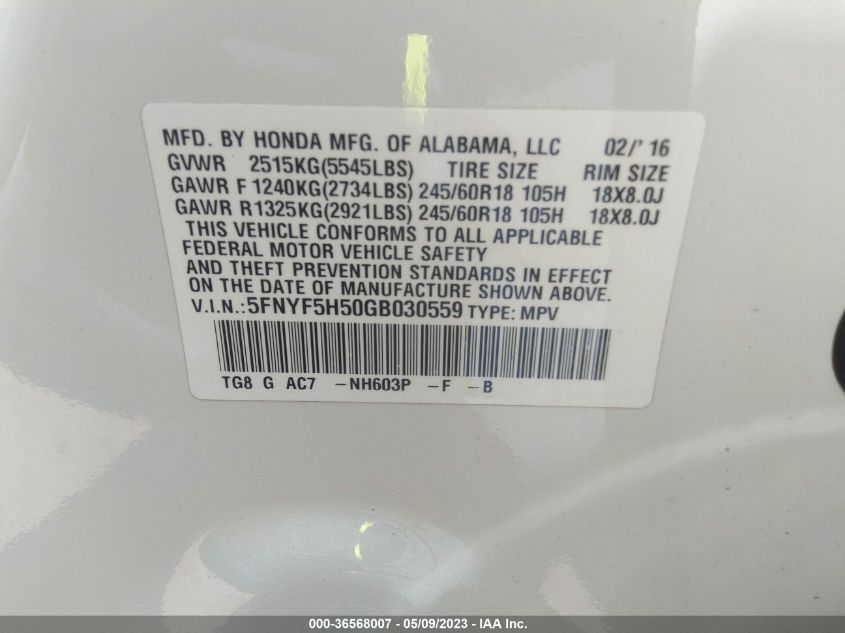 MFD. BY HONDA MFG. OF ALABAMA, LLC 02/' 16
GVWR 2515KG(5545LBS) TIRE SIZE RIM SIZE
GAWR F 1240KG(2734LBS) 245/60R18 105H 18X8.0J
GAWR R1325KG(2921LBS) 245/60R18 105H 18X8.0J
THIS VEHICLE CONFORMS TO ALL APPLICABLE
FEDERAL MOTOR VEHICLE SAFETY
AND THEFT PREVENTION STANDARDS IN EFFECT
ON THE DATE OF MANUFACTURE SHOWN ABOVE.
V.I.N.:5FNYF5H50GB030559 TYPE: MPV
TG8 G AC7 -NH603P -F -B
000-36568007 - 05/09/2023 - IAA Inc.